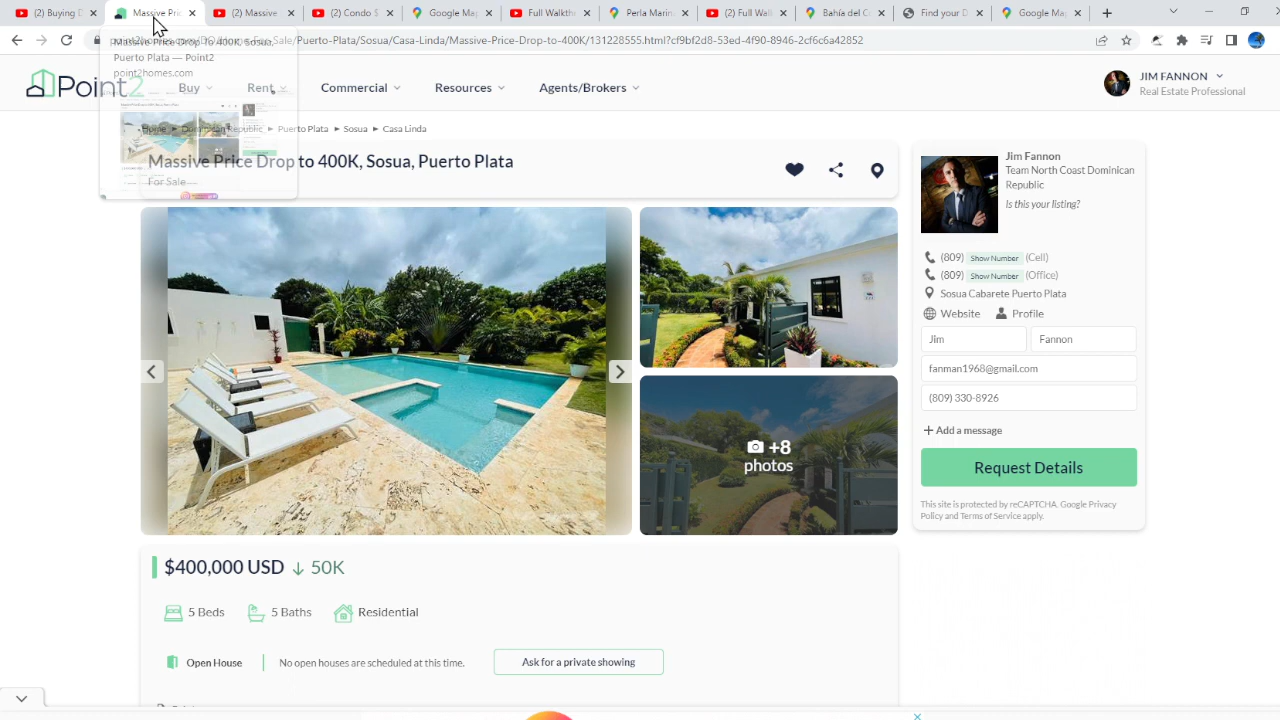 (2) Buying D
Massive Pric
(2) Massive
(2) Condo S
Google Map
Full Walkth
Perla Marin
(2) Full Wal
Bahia del C
Find your D
Google Map
Puerto-Plata/Sosua/Casa-Linda/Massive-Price-Drop-to-400K/131228555.html?cf9bf2d8-53ed-4f90-8946-2cf6c6a42852
Massive Price Drop To 400K, Sosua,
Puerto Plata — Point2
point2homes.com
Point2
Buy
Rent
Commercial
Resources
Agents/Brokers
JIM FANNON
Real Estate Professional
Home ▸ Dominican Republic ▸ Puerto Plata ▸ Sosua ▸ Casa Linda
Massive Price Drop to 400K, Sosua, Puerto Plata
For Sale
+8
photos
Jim Fannon
Team North Coast Dominican
Republic
Is this your listing?
(809) Show Number (Cell)
(809) Show Number (Office)
Sosua Cabarete Puerto Plata
Website Profile
Jim Fannon
fanman1968@gmail.com
(809) 330-8926
+ Add a message
Request Details
This site is protected by reCAPTCHA. Google Privacy
Policy and Terms of Service apply.
$400,000 USD ↓ 50K
5 Beds 5 Baths Residential
Open House No open houses are scheduled at this time. Ask for a private showing